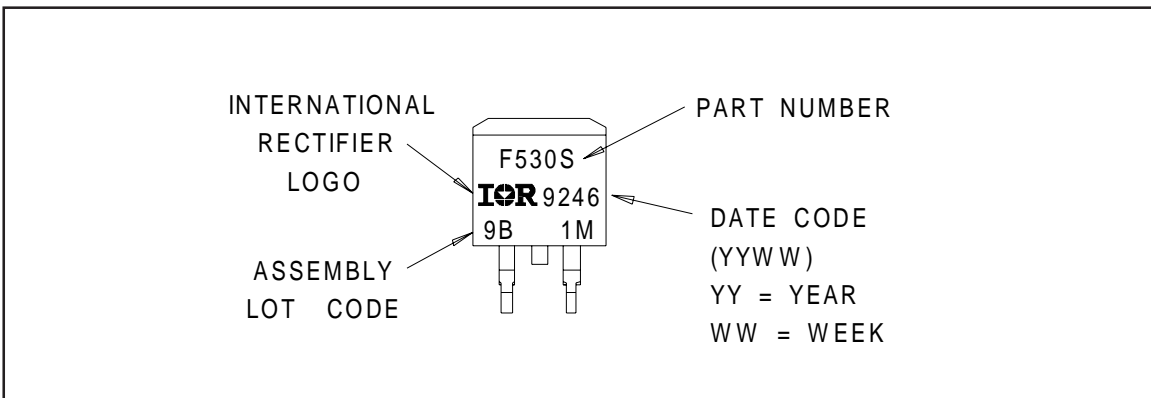 INTERNATIONAL
RECTIFIER
LOGO
ASSEMBLY
LOT CODE
F530S
IOR 9246
9B 1M
PART NUMBER
DATE CODE
(YYWW)
YY = YEAR
WW = WEEK